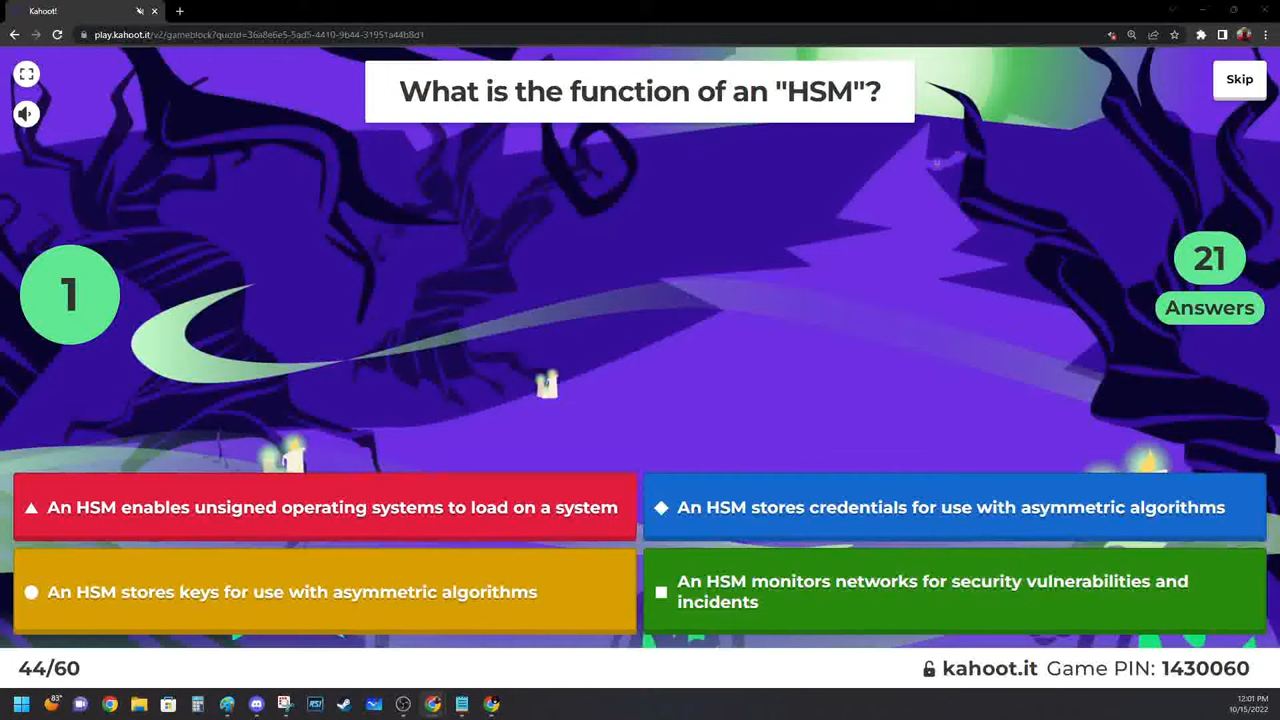 Kahoot!
play.kahoot.it/v2/gameblock?quizId=36a8e6e5-5ad5-4410-9b44-31951a44b8d1
What is the function of an "HSM"?
Skip
1
21
Answers
An HSM enables unsigned operating systems to load on a system
An HSM stores credentials for use with asymmetric algorithms
An HSM stores keys for use with asymmetric algorithms
An HSM monitors networks for security vulnerabilities and
incidents
44/60
kahoot.it Game PIN: 1430060
83°
12:01 PM
10/15/2022